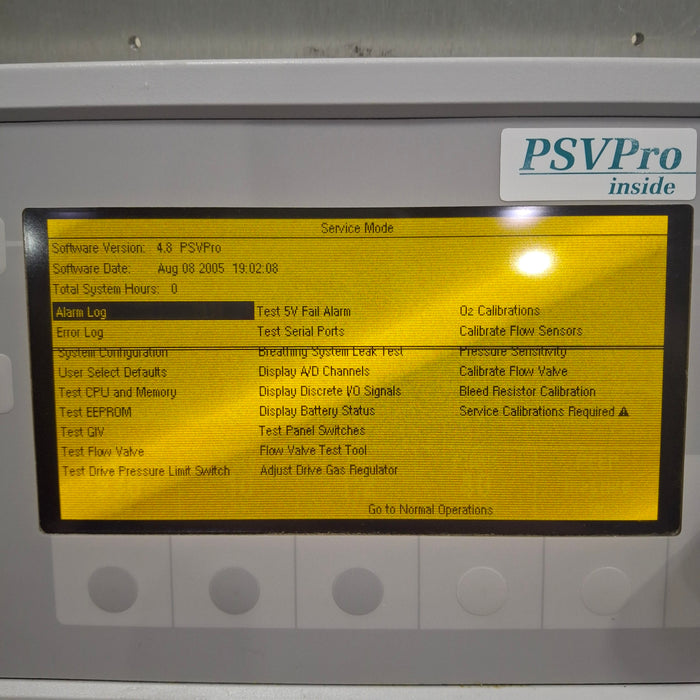 PSVPro
inside
Service Mode
Software Version: 4.8 PSVPro
Software Date: Aug 08 2005 19:02:08
Total System Hours: 0
Alarm Log Test 5V Fail Alarm O2 Calibrations
Error Log Test Serial Ports Calibrate Flow Sensors
System Configuration Breathing System Leak Test Pressure Sensitivity
User Select Defaults Display A/D Channels Calibrate Flow Valve
Test CPU and Memory Display Discrete I/O Signals Bleed Resistor Calibration
Test EEPROM Display Battery Status Service Calibrations Required ⚠
Test GIV Test Panel Switches
Test Flow Valve Flow Valve Test Tool
Test Drive Pressure Limit Switch Adjust Drive Gas Regulator
Go to Normal Operations